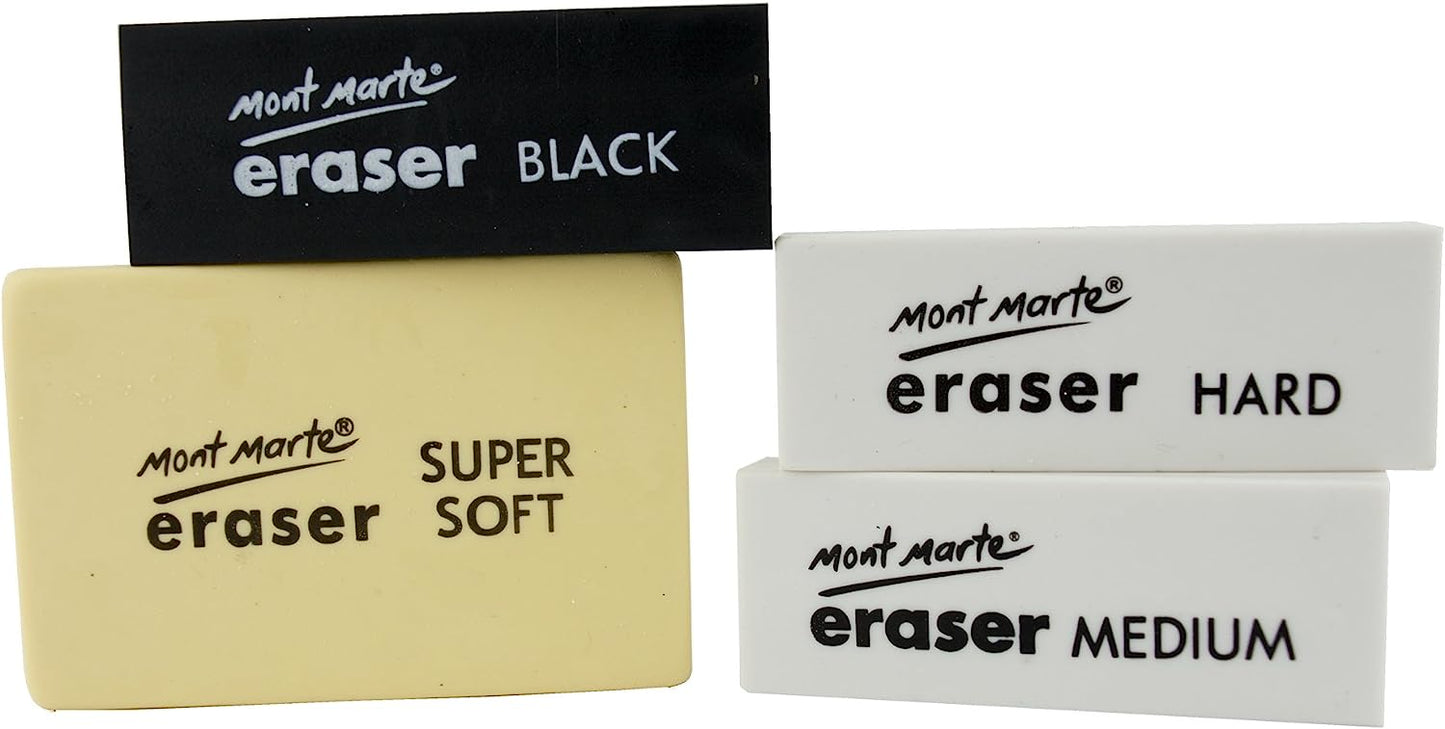 Mont Marte®
eraser BLACK
Mont Marte®
eraser SUPER SOFT
Mont Marte®
eraser HARD
Mont Marte®
eraser MEDIUM